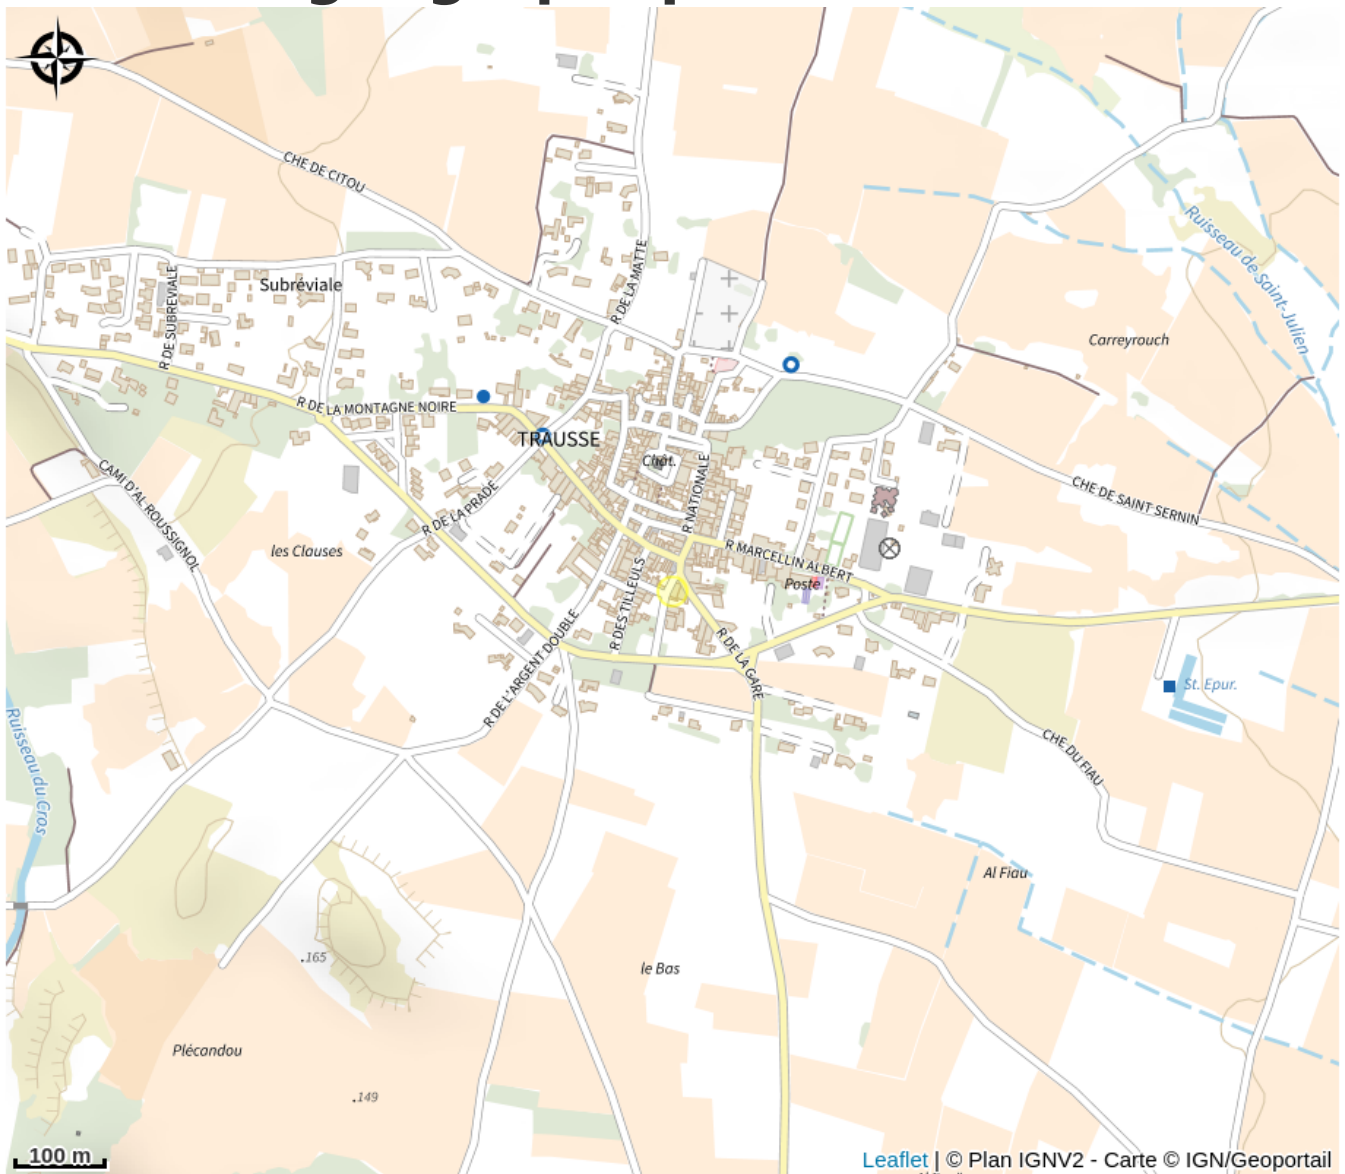 CHE DE CITOU
R DE LA MATTE
Ruisseau de Saint-Julien
Subréviale
R DE SUBREVIALE
Carreyrouch
R DE LA MONTAGNE NOIRE
TRAUSSE
Chât.
R NATIONALE
CAMI D'AL ROUSSIGNOL
R DE LA PRADE
CHE DE SAINT SERNIN
les Clauses
R MARCELLIN ALBERT
Poste
R DES TILLEULS
R DE L'ARGENT DOUBLE
R DE LA GARE
St. Epur.
Ruisseau du Cros
CHE DU FIAU
Al Fiau
.165
le Bas
Plécandou
.149
100 m
Leaflet | © Plan IGNV2 - Carte © IGN/Geoportail